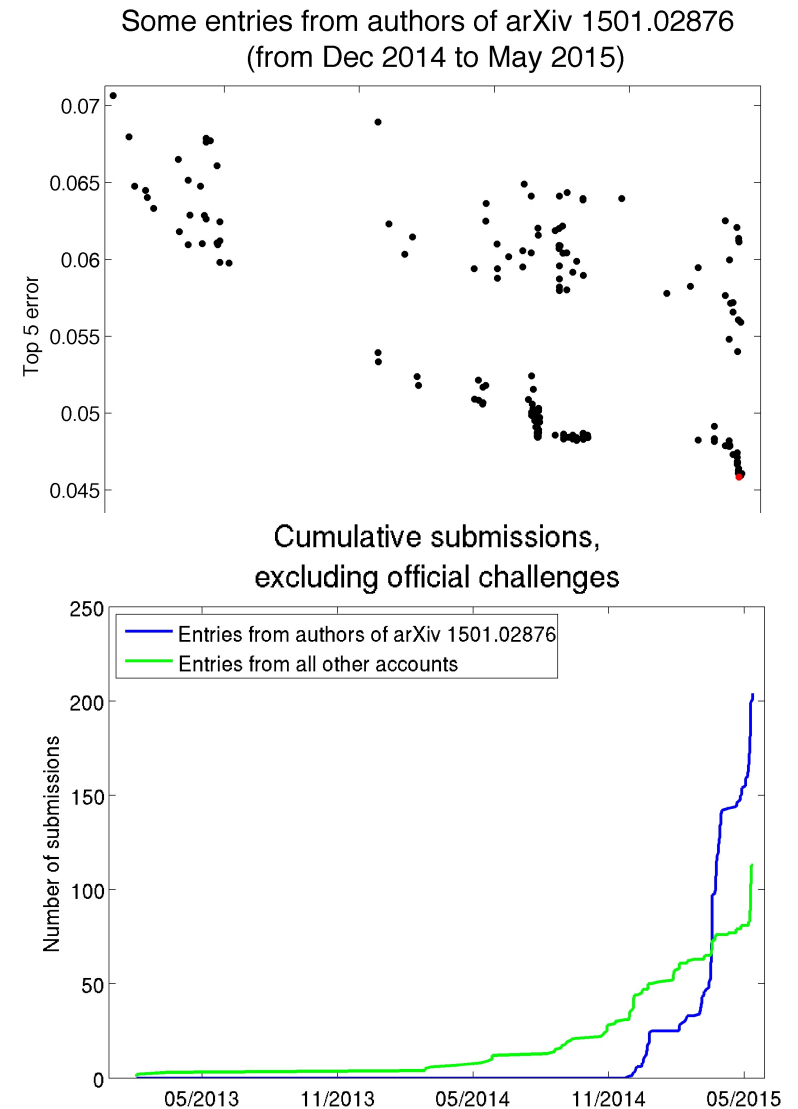 Some entries from authors of arXiv 1501.02876
(from Dec 2014 to May 2015)
0.07
0.065
0.06
0.055
0.05
0.045
Top 5 error
Cumulative submissions,
excluding official challenges
250
200
150
100
50
0
Number of submissions
Entries from authors of arXiv 1501.02876
Entries from all other accounts
05/2013
11/2013
05/2014
11/2014
05/2015